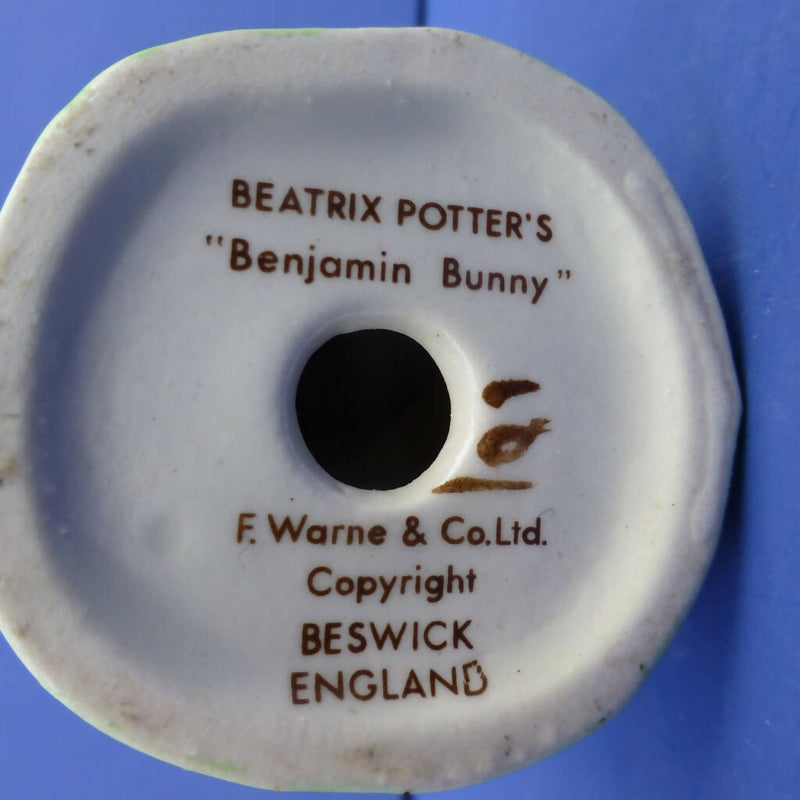 BEATRIX POTTER'S
"Benjamin Bunny"
F. Warne & Co.Ltd.
Copyright
BESWICK
ENGLAND